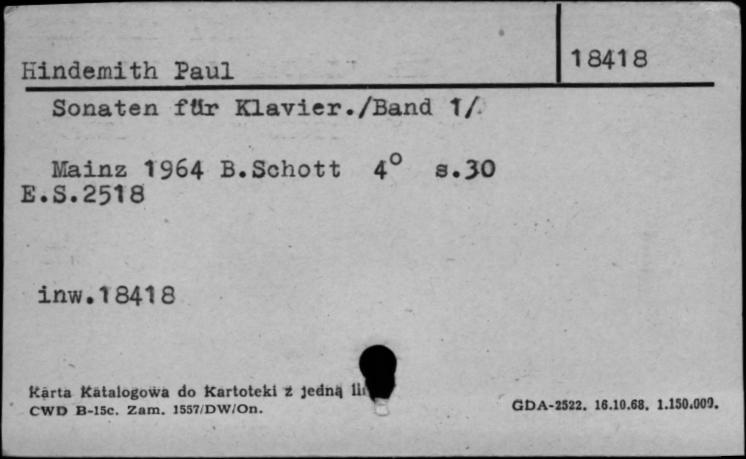 Hindemith Paul
18418
Sonaten für Klavier./Band 1/
Mainz 1964 B.Schott 4° s.30
E.S.2518
inw.18418
Karta Katalogowa do Kartoteki z jedną
CWD B-15c. Zam. 1557/DW/On.
GDA-2522. 16.10.68. 1.150.000.